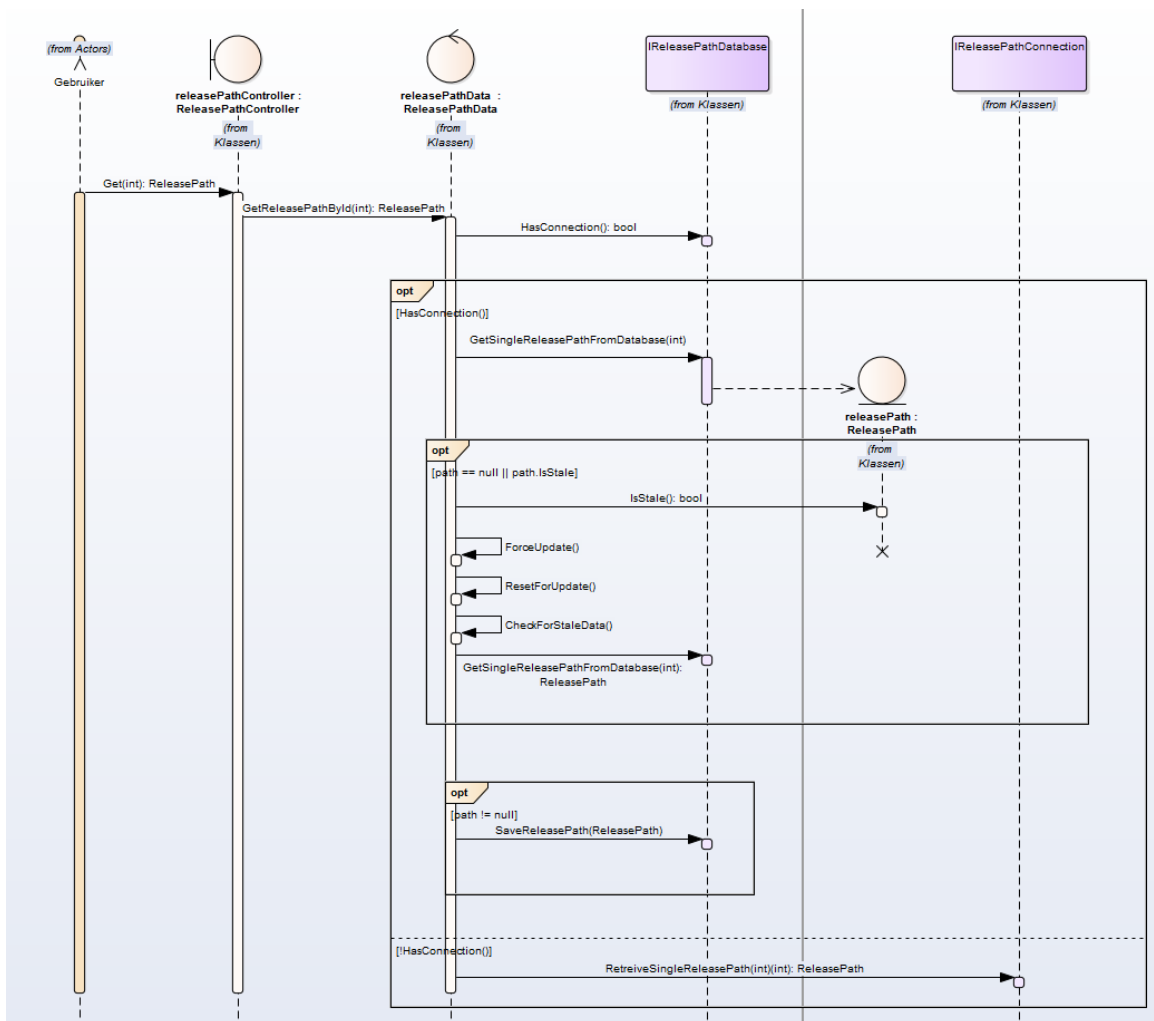 (from Actors)
Gebruiker
releasePathController :
ReleasePathController
(from
Klassen)
releasePathData :
ReleasePathData
(from
Klassen)
IReleasePathDatabase
(from Klassen)
IReleasePathConnection
(from Klassen)
Get(int): ReleasePath
GetReleasePathById(int): ReleasePath
HasConnection(): bool
opt
[HasConnection()]
GetSingleReleasePathFromDatabase(int)
releasePath :
ReleasePath
(from
Klassen)
opt
[path == null || path.IsStale]
IsStale(): bool
ForceUpdate()
ResetForUpdate()
CheckForStaleData()
GetSingleReleasePathFromDatabase(int):
ReleasePath
opt
[path != null]
SaveReleasePath(ReleasePath)
[!HasConnection()]
RetreiveSingleReleasePath(int)(int): ReleasePath